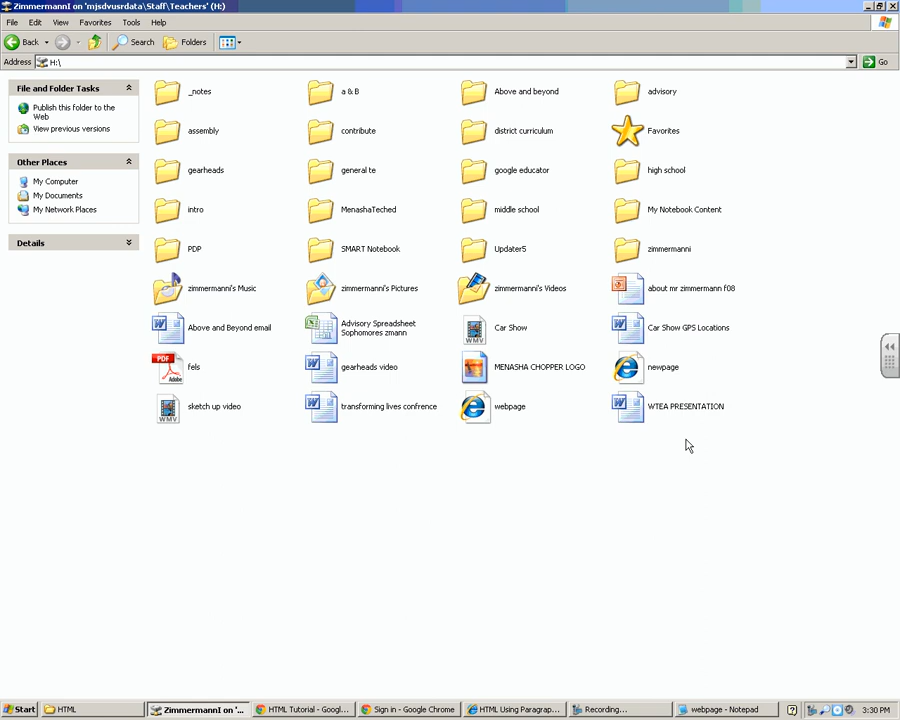 ZimmermannI on 'mjsdvusrdata\Staff\Teachers' (H:)
File Edit View Favorites Tools Help
Back Search Folders
Address H:\ Go
File and Folder Tasks
Publish this folder to the
Web
View previous versions
Other Places
My Computer
My Documents
My Network Places
Details
_notes a & B Above and beyond advisory
assembly contribute district curriculum Favorites
gearheads general te google educator high school
intro MenashaTeched middle school My Notebook Content
PDP SMART Notebook Updater5 zimmermanni
zimmermanni's Music zimmermanni's Pictures zimmermanni's Videos about mr zimmermann f08
Above and Beyond email Advisory Spreadsheet
Sophomores zmann Car Show Car Show GPS Locations
WMV
PDF
Adobe
fels gearheads video MENASHA CHOPPER LOGO newpage
WMV
sketch up video transforming lives confrence webpage WTEA PRESENTATION
Start HTML ZimmermannI on '... HTML Tutorial - Googl... Sign in - Google Chrome HTML Using Paragrap... Recording... webpage - Notepad 3:30 PM